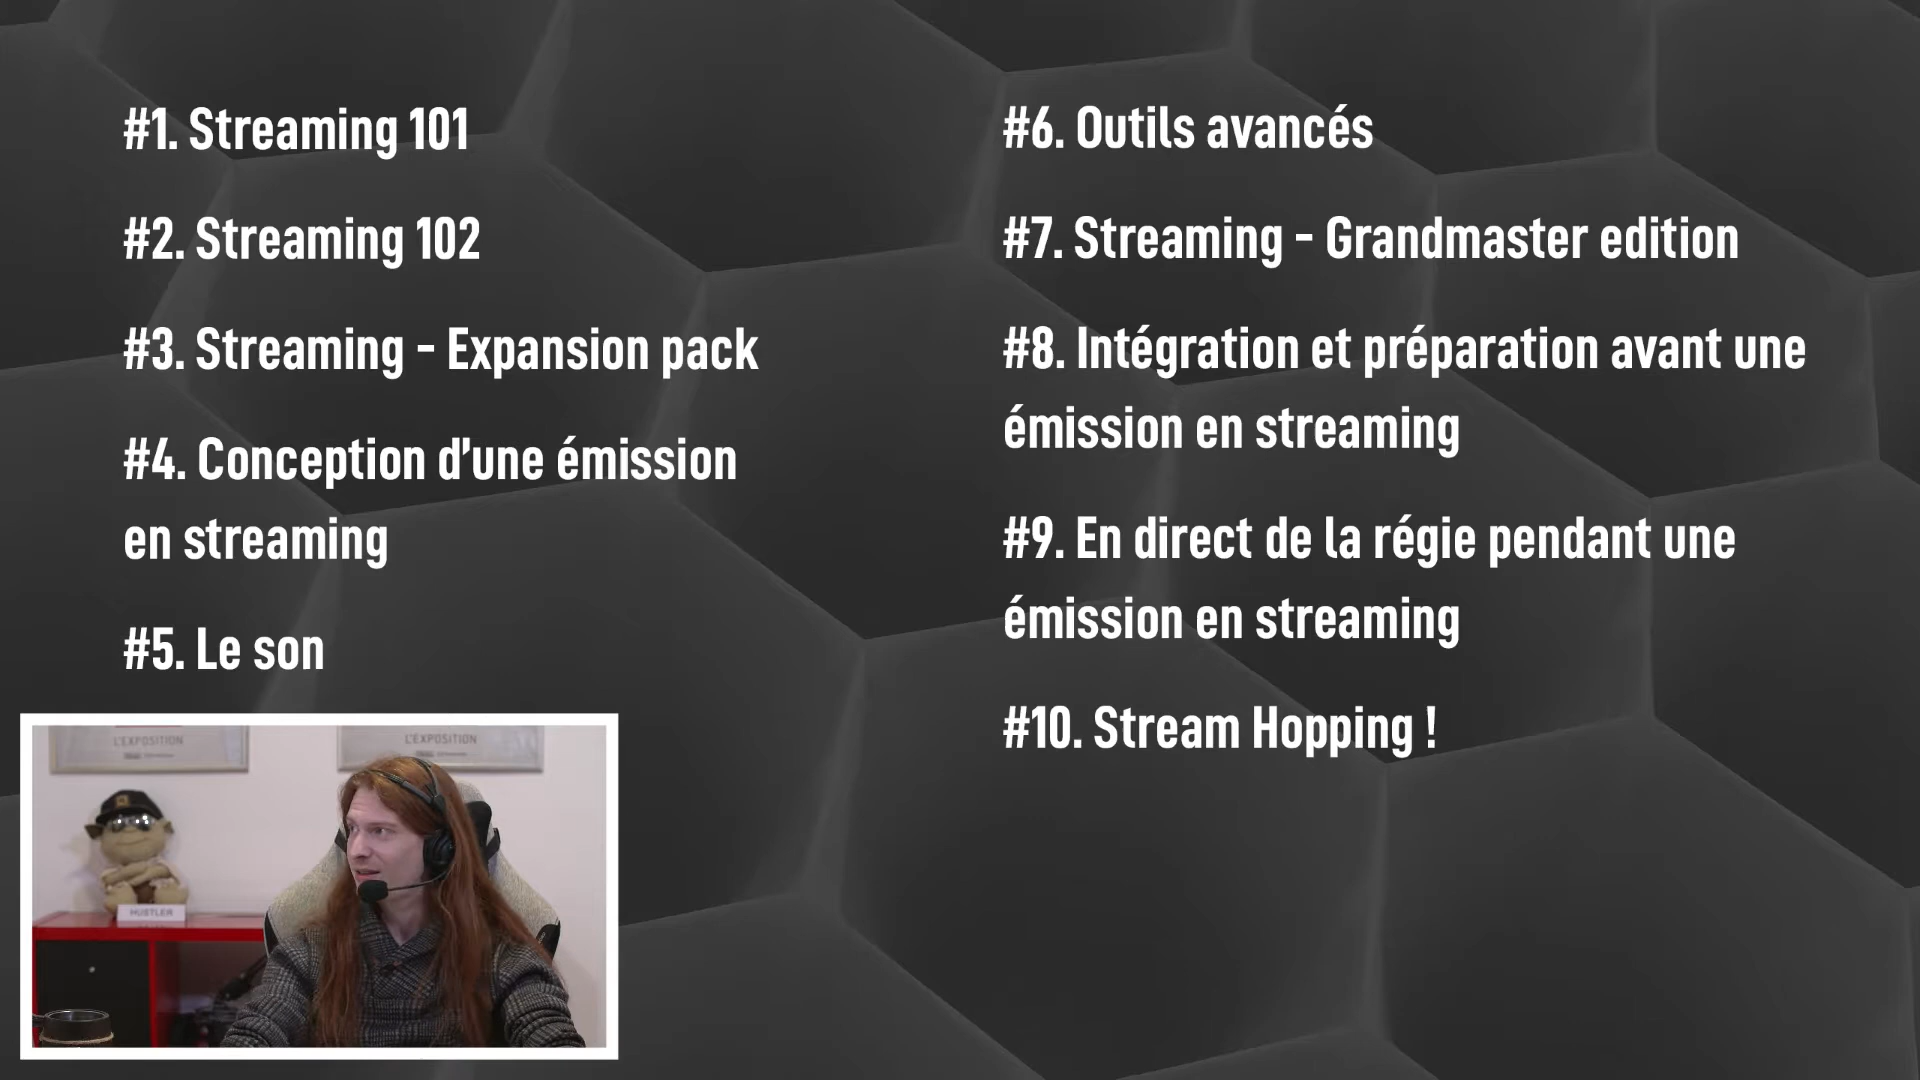 #1. Streaming 101
#2. Streaming 102
#3. Streaming - Expansion pack
#4. Conception d'une émission
en streaming
#5. Le son
#6. Outils avancés
#7. Streaming - Grandmaster edition
#8. Intégration et préparation avant une
émission en streaming
#9. En direct de la régie pendant une
émission en streaming
#10. Stream Hopping !
L'EXPOSITION
L'EXPOSITION
HUSTLER